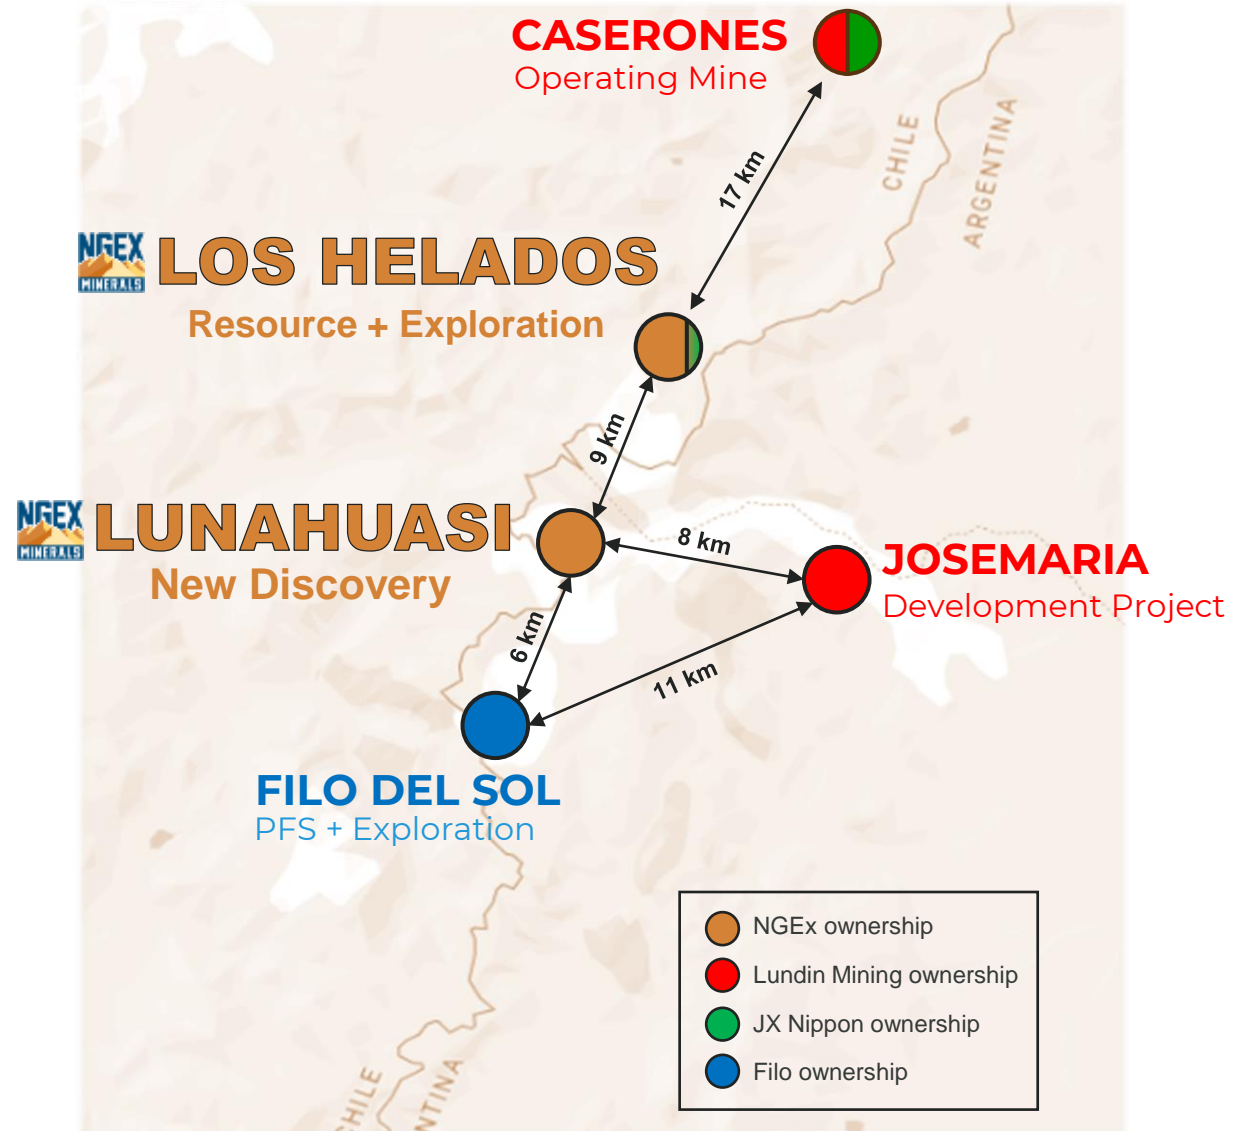 CASERONES
Operating Mine
CHILE
ARGENTINA
17 km
NGEX
MINERALS
LOS HELADOS
Resource + Exploration
9 km
NGEX
MINERALS
LUNAHUASI
New Discovery
8 km
JOSEMARIA
Development Project
6 km
11 km
FILO DEL SOL
PFS + Exploration
NGEx ownership
Lundin Mining ownership
JX Nippon ownership
Filo ownership
CHILE
NTINA